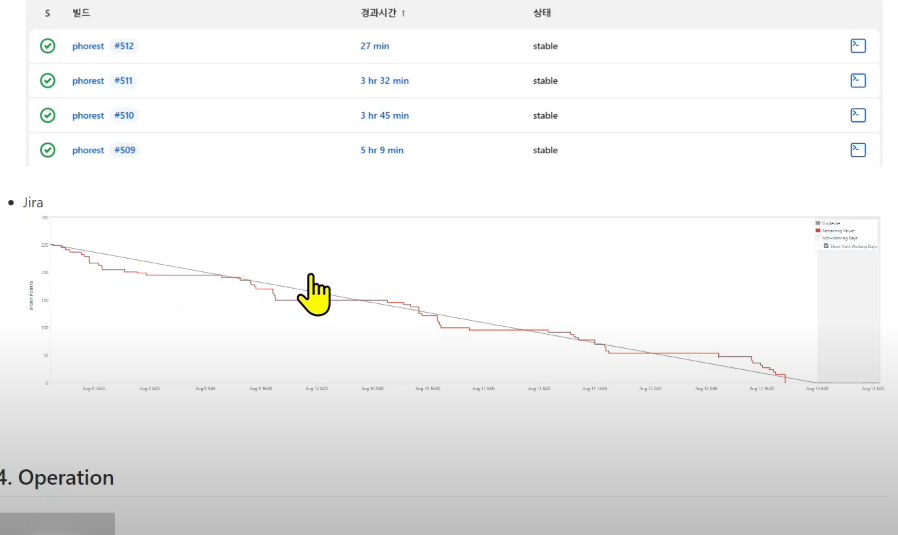 S 빌드 경과시간 ↑ 상태
phorest #512 27 min stable
phorest #511 3 hr 32 min stable
phorest #510 3 hr 45 min stable
phorest #509 5 hr 9 min stable
• Jira
Guideline
Remaining Values
Non-Working Days
Show Non-Working Days
STORY POINTS
250
200
150
100
50
0
4. Operation